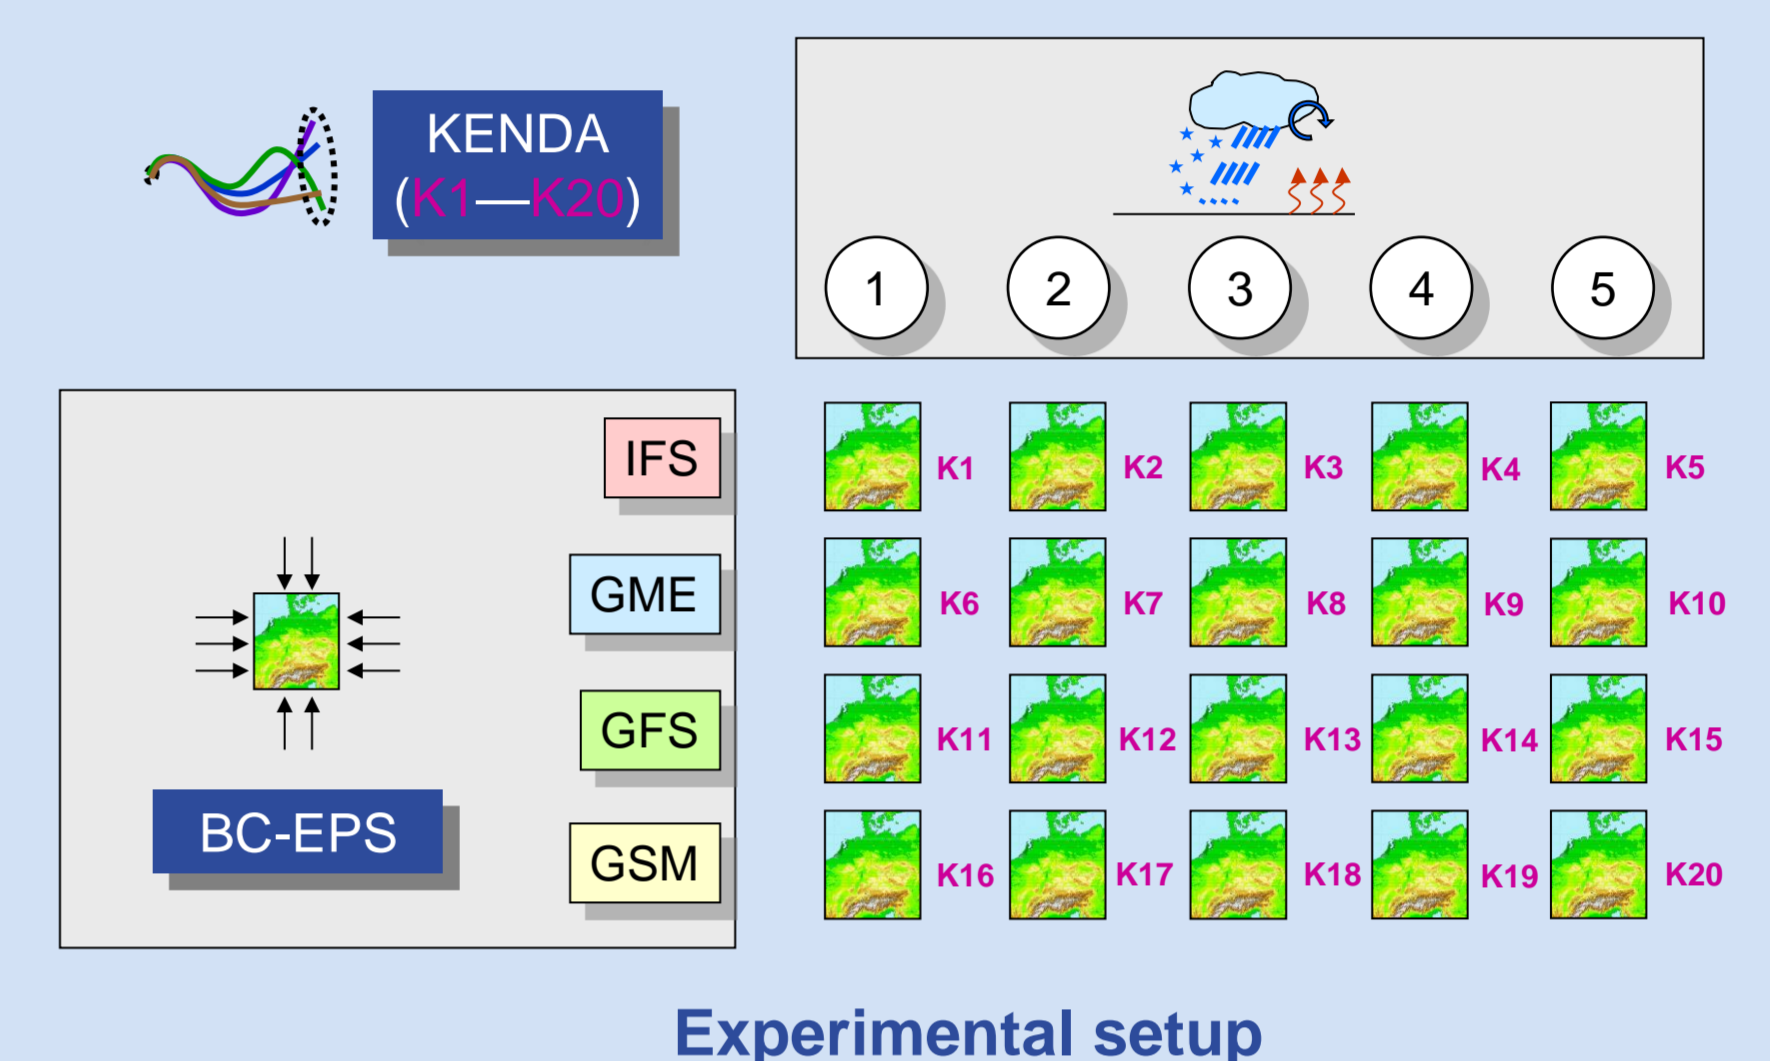 KENDA
(K1—K20)
1 2 3 4 5
IFS
K1 K2 K3 K4 K5
GME
K6 K7 K8 K9 K10
GFS
K11 K12 K13 K14 K15
BC-EPS
GSM
K16 K17 K18 K19 K20
Experimental setup